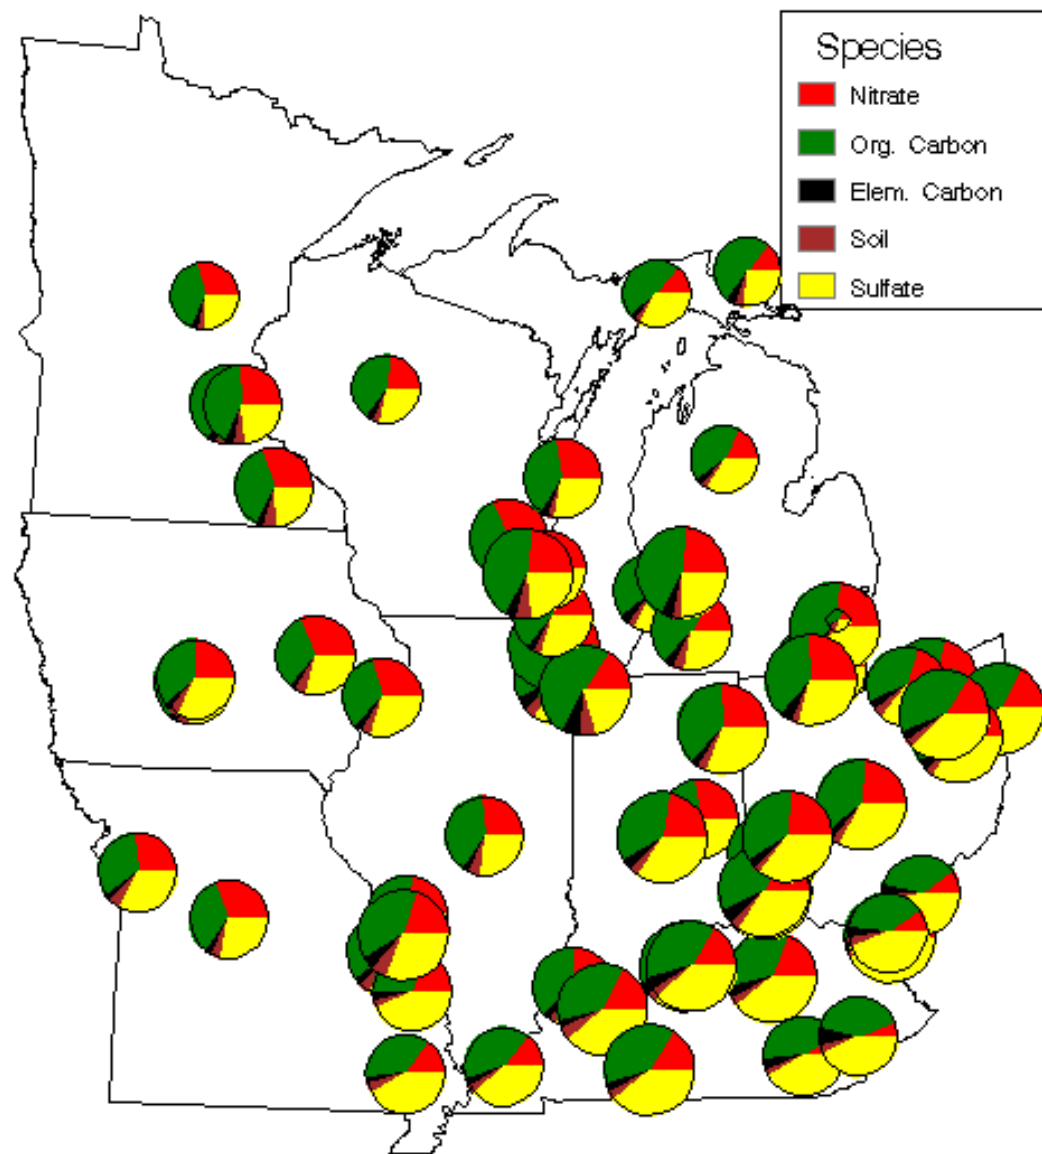 Species
Nitrate
Org. Carbon
Elem. Carbon
Soil
Sulfate